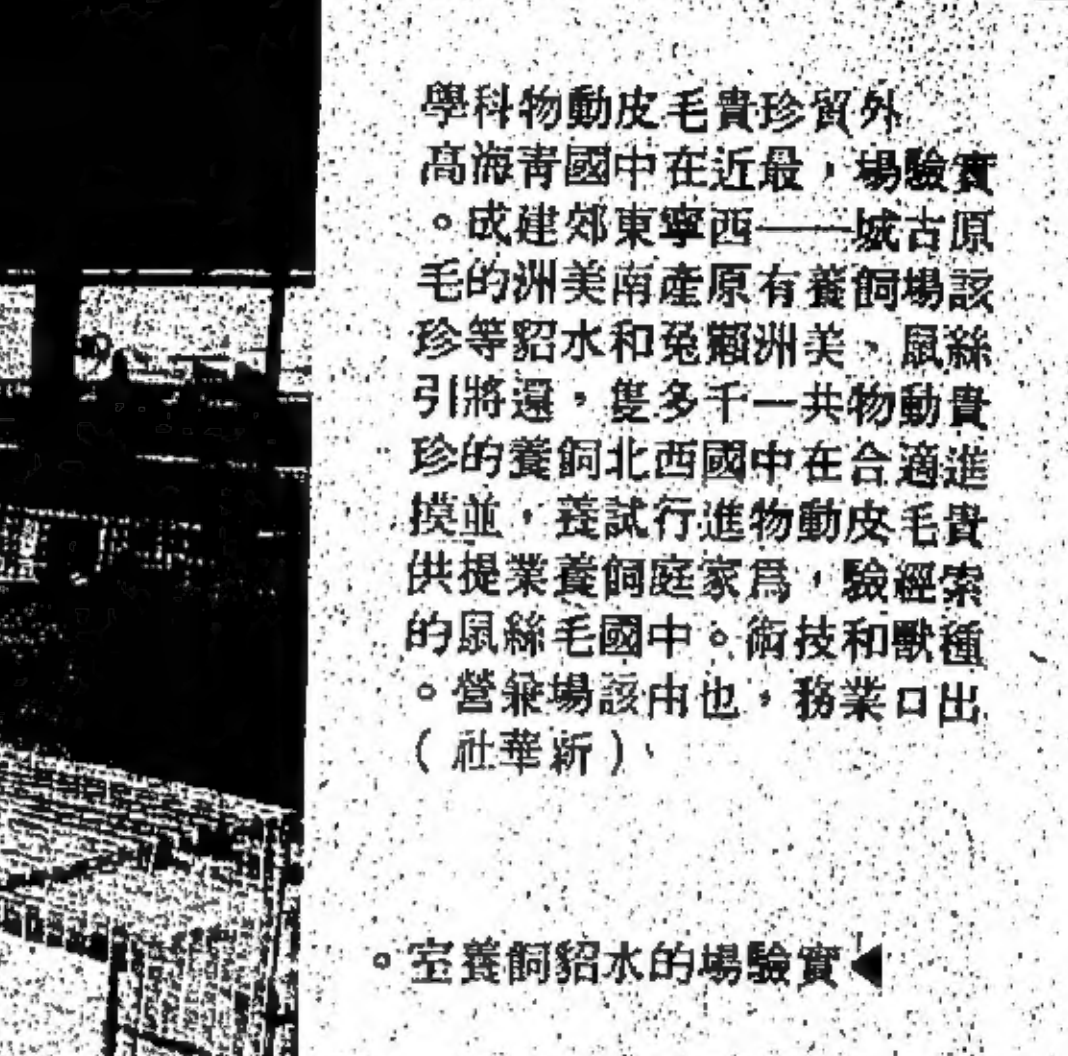 外貿珍貴毛皮動物科學
實驗場，最近在中國青海高
原古城——西寧東郊建成。
該場飼養有原產南美洲的毛
絲鼠、美洲獺兔和水貂等珍
貴動物共一千多隻，還將引
進適合在中國西北飼養的珍
貴毛皮動物進行試養，並摸
索經驗，爲家庭飼養業提供
種獸和技術。中國毛絲鼠的
出口業務，也由該場兼營。
（新華社）
◀實驗場的水貂飼養室。